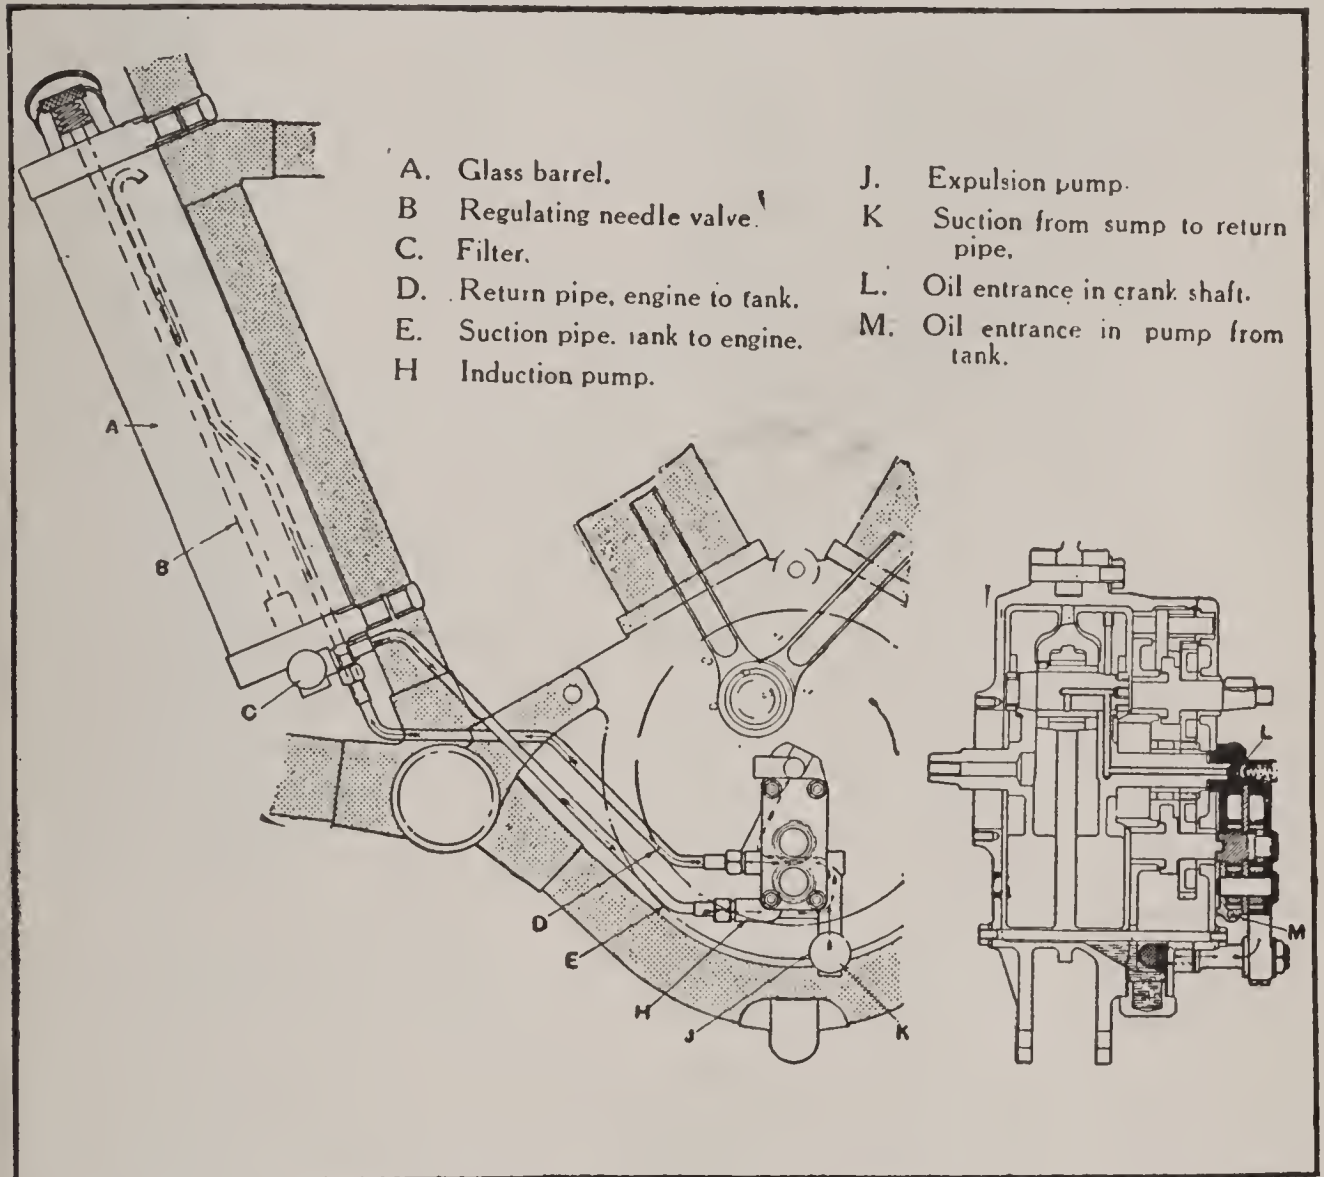 A. Glass barrel.
B Regulating needle valve.
C. Filter.
D. Return pipe, engine to tank.
E. Suction pipe. tank to engine.
H Induction pump.
J. Expulsion pump.
K Suction from sump to return
pipe.
L. Oil entrance in crank shaft.
M. Oil entrance in pump from
tank.
A
B
C
D
E
H
J
K
L
M